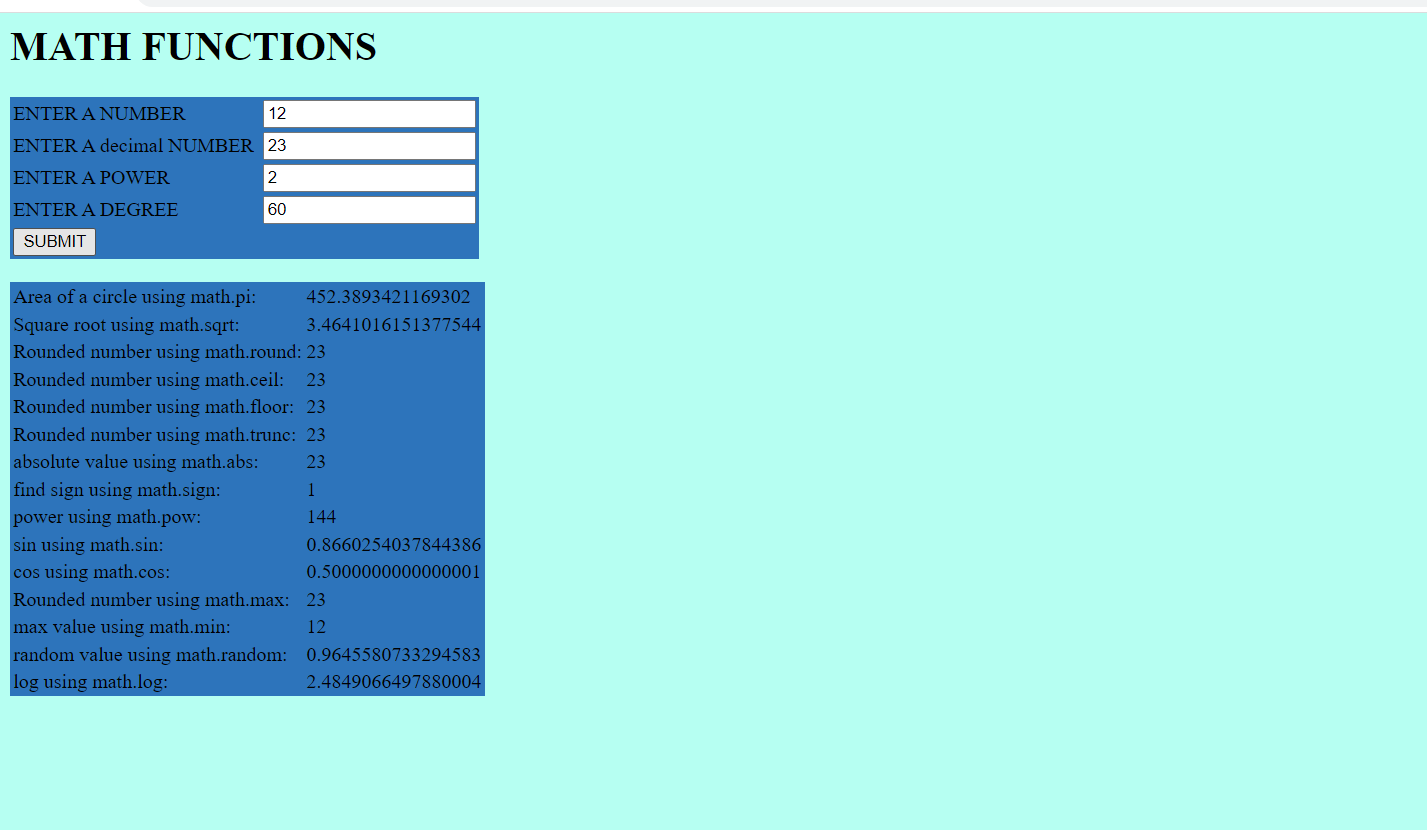 MATH FUNCTIONS
ENTER A NUMBER 12
ENTER A decimal NUMBER 23
ENTER A POWER 2
ENTER A DEGREE 60
SUBMIT
Area of a circle using math.pi: 452.3893421169302
Square root using math.sqrt: 3.4641016151377544
Rounded number using math.round: 23
Rounded number using math.ceil: 23
Rounded number using math.floor: 23
Rounded number using math.trunc: 23
absolute value using math.abs: 23
find sign using math.sign: 1
power using math.pow: 144
sin using math.sin: 0.8660254037844386
cos using math.cos: 0.5000000000000001
Rounded number using math.max: 23
max value using math.min: 12
random value using math.random: 0.9645580733294583
log using math.log: 2.4849066497880004